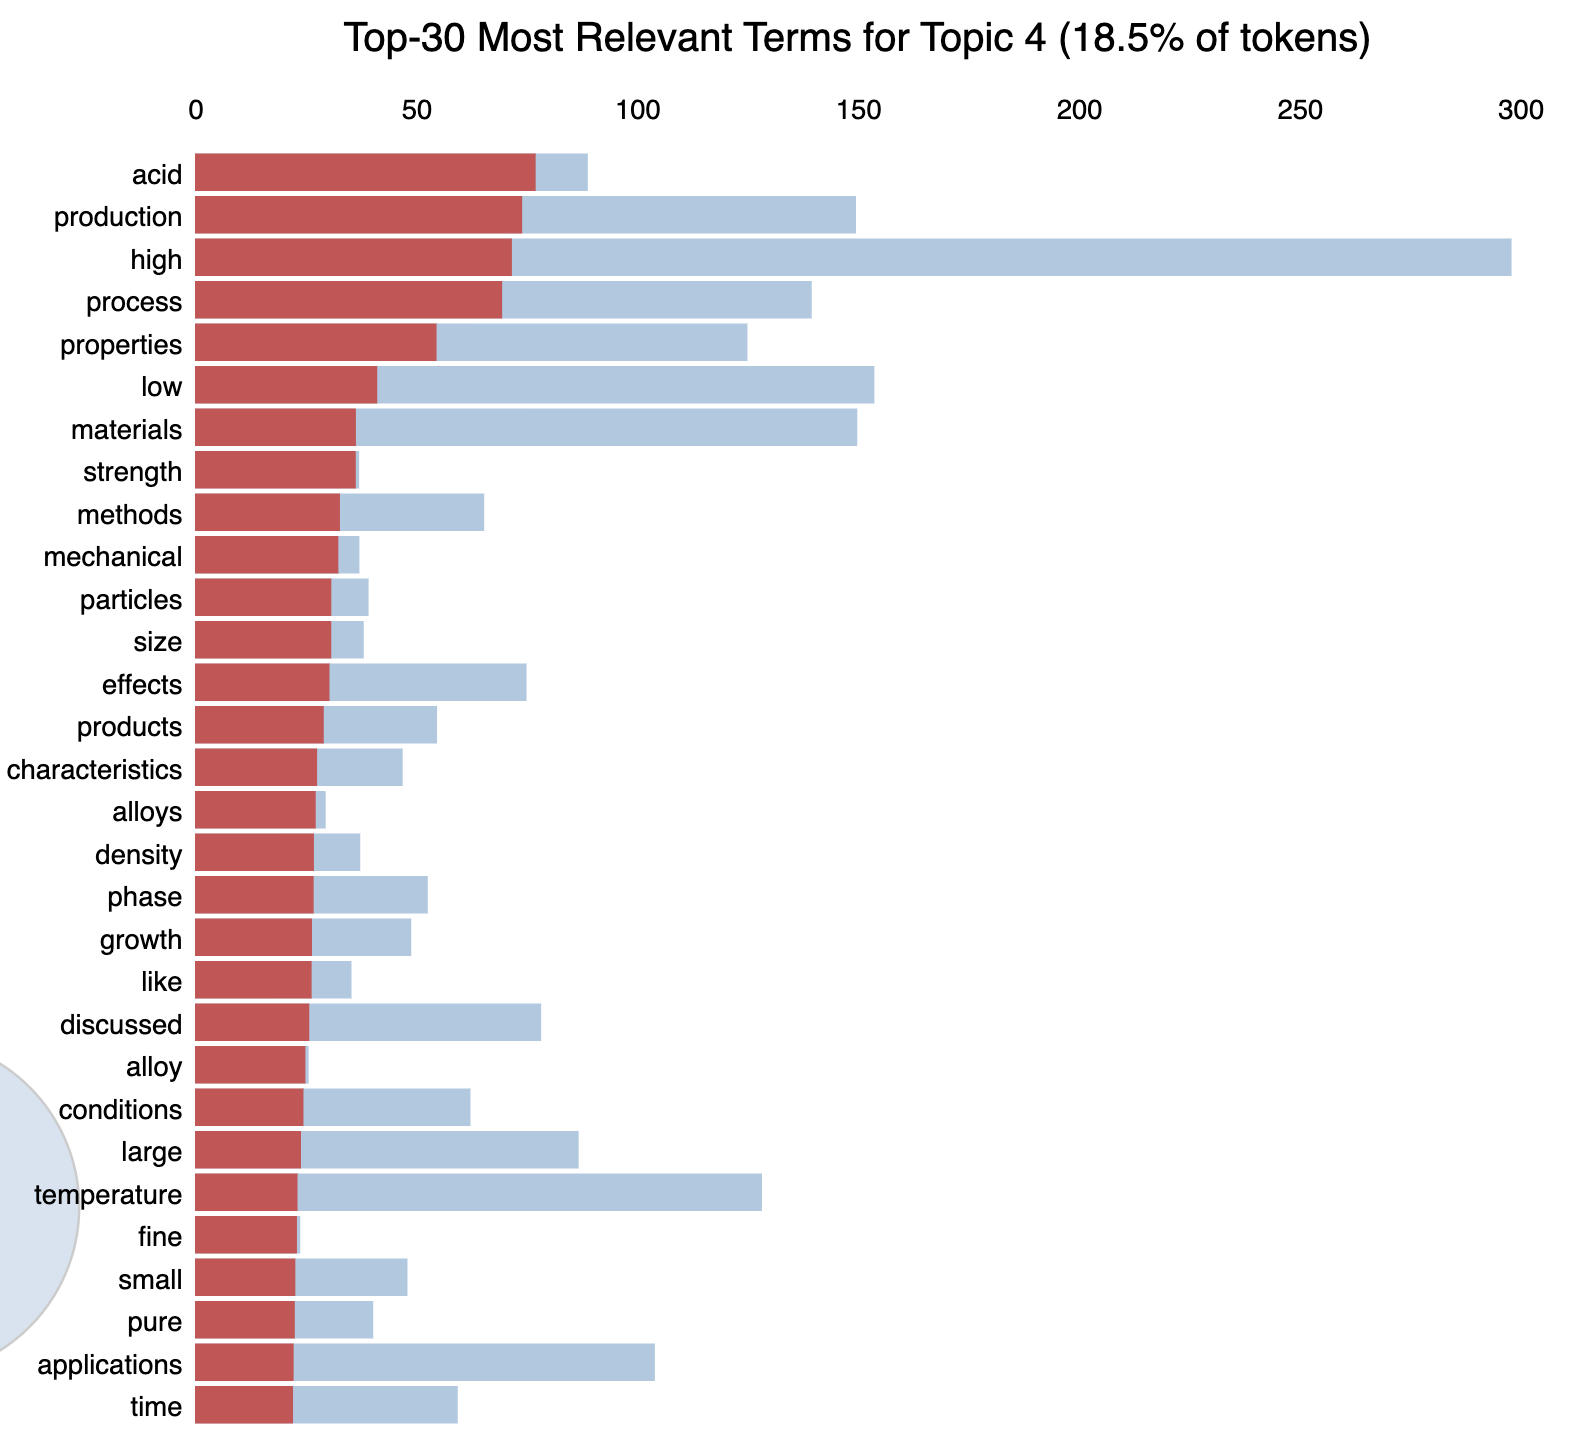 Top-30 Most Relevant Terms for Topic 4 (18.5% of tokens)
0 50 100 150 200 250 300
acid
production
high
process
properties
low
materials
strength
methods
mechanical
particles
size
effects
products
characteristics
alloys
density
phase
growth
like
discussed
alloy
conditions
large
temperature
fine
small
pure
applications
time